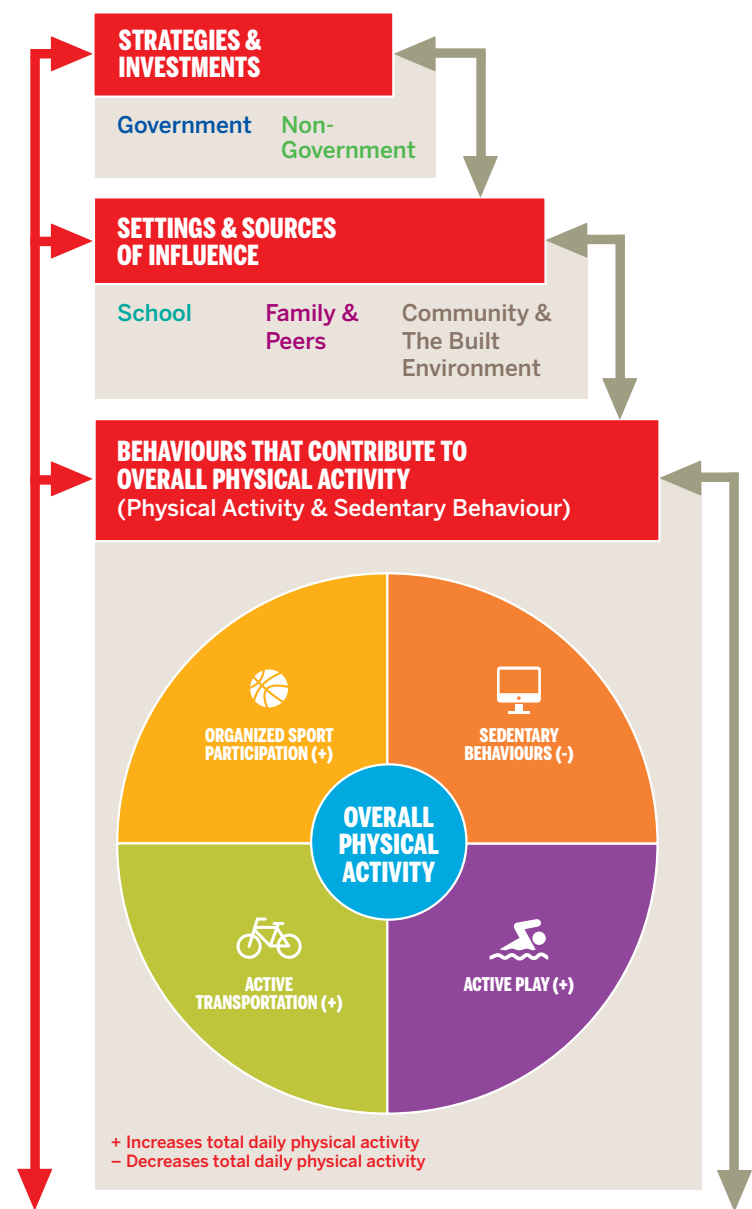 STRATEGIES &
INVESTMENTS
Government
Non-
Government
SETTINGS & SOURCES
OF INFLUENCE
School
Family &
Peers
Community &
The Built
Environment
BEHAVIOURS THAT CONTRIBUTE TO
OVERALL PHYSICAL ACTIVITY
(Physical Activity & Sedentary Behaviour)
ORGANIZED SPORT
PARTICIPATION (+)
SEDENTARY
BEHAVIOURS (-)
OVERALL
PHYSICAL
ACTIVITY
ACTIVE
TRANSPORTATION (+)
ACTIVE PLAY (+)
+ Increases total daily physical activity
– Decreases total daily physical activity